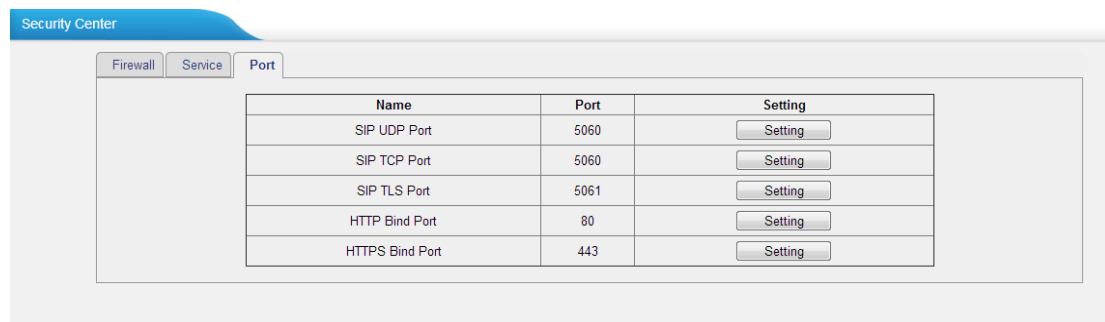 Security Center
Firewall Service Port
Name Port Setting
SIP UDP Port 5060 Setting
SIP TCP Port 5060 Setting
SIP TLS Port 5061 Setting
HTTP Bind Port 80 Setting
HTTPS Bind Port 443 Setting